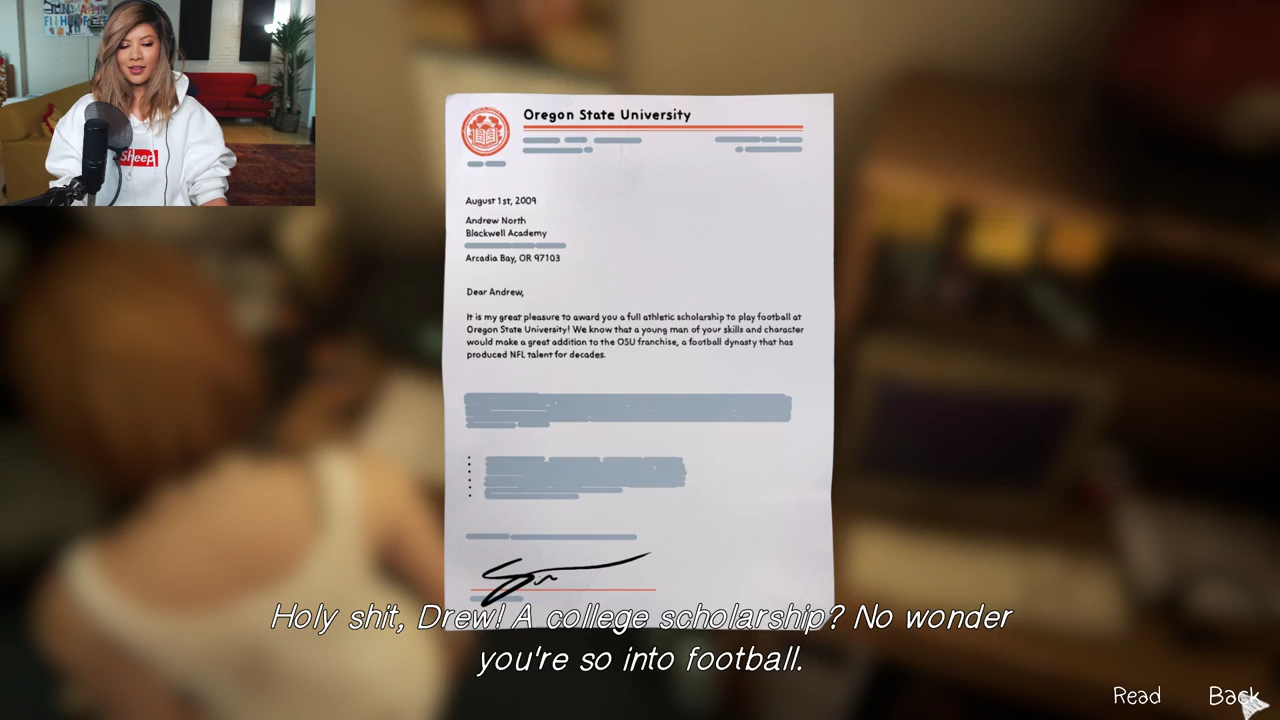 Sheep
Oregon State University
August 1st, 2009
Andrew North
Blackwell Academy
Arcadia Bay, OR 97103
Dear Andrew,
It is my great pleasure to award you a full athletic scholarship to play football at
Oregon State University! We know that a young man of your skills and character
would make a great addition to the OSU franchise, a football dynasty that has
produced NFL talent for decades.
Holy shit, Drew! A college scholarship? No wonder
you're so into football.
Read Back